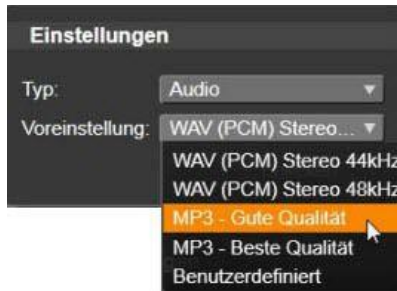 Einstellungen
Typ: Audio
Voreinstellung: WAV (PCM) Stereo...
WAV (PCM) Stereo 44kHz
WAV (PCM) Stereo 48kHz
MP3 - Gute Qualität
MP3 - Beste Qualität
Benutzerdefiniert